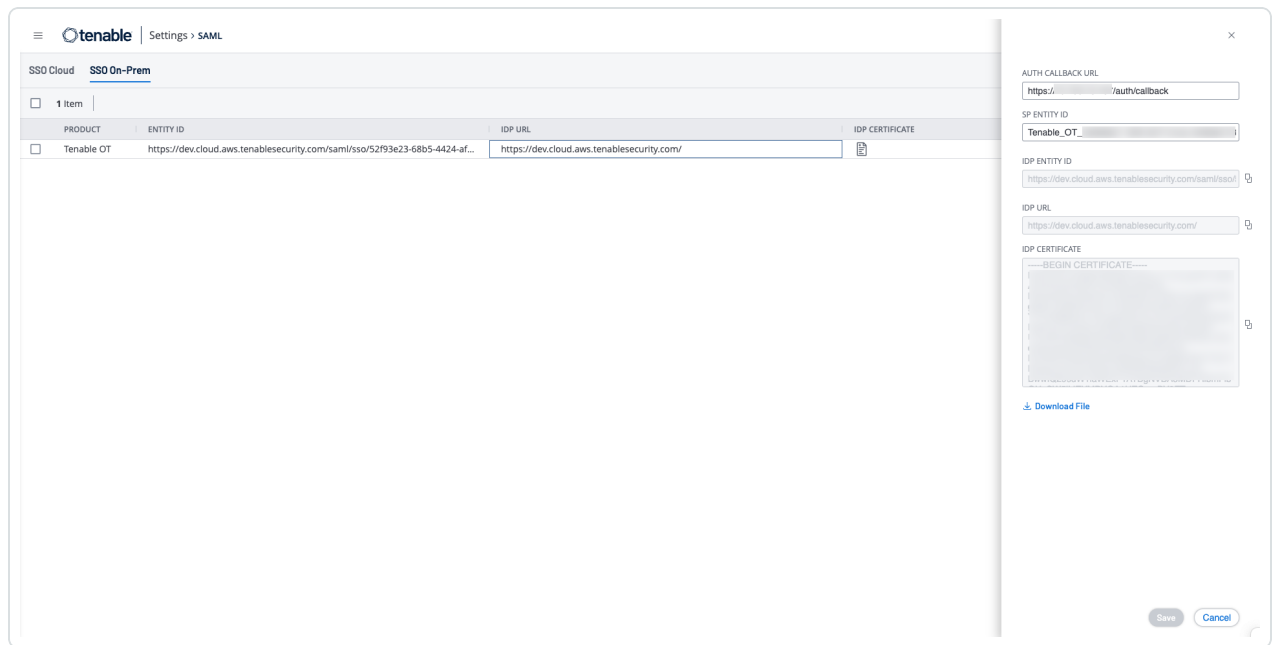 tenable Settings > SAML
SSO Cloud SSO On-Prem
1 Item
PRODUCT ENTITY ID IDP URL IDP CERTIFICATE
Tenable OT https://dev.cloud.aws.tenablesecurity.com/saml/sso/52f93e23-68b5-4424-af... https://dev.cloud.aws.tenablesecurity.com/
AUTH CALLBACK URL
https:// /auth/callback
SP ENTITY ID
Tenable_OT_
IDP ENTITY ID
https://dev.cloud.aws.tenablesecurity.com/saml/sso/
IDP URL
https://dev.cloud.aws.tenablesecurity.com/
IDP CERTIFICATE
-----BEGIN CERTIFICATE-----
Download File
Save Cancel